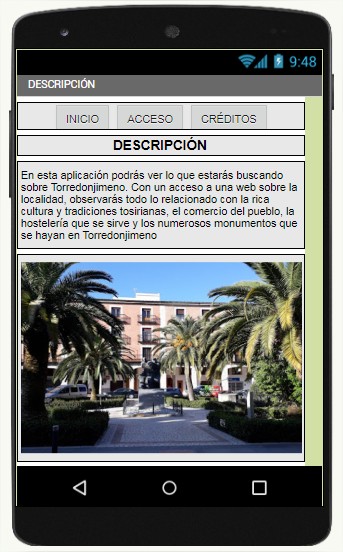 9:48
DESCRIPCIÓN
INICIO ACCESO CRÉDITOS
DESCRIPCIÓN
En esta aplicación podrás ver lo que estarás buscando
sobre Torredonjimeno. Con un acceso a una web sobre la
localidad, observarás todo lo relacionado con la rica
cultura y tradiciones tosirianas, el comercio del pueblo, la
hostelería que se sirve y los numerosos monumentos que
se hayan en Torredonjimeno